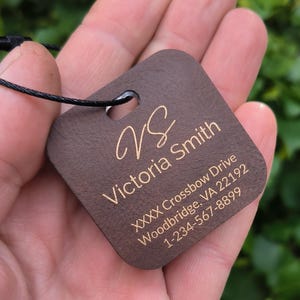 VS
Victoria Smith
XXXX Crossbow Drive
Woodbridge, VA 22192
1-234-567-8899